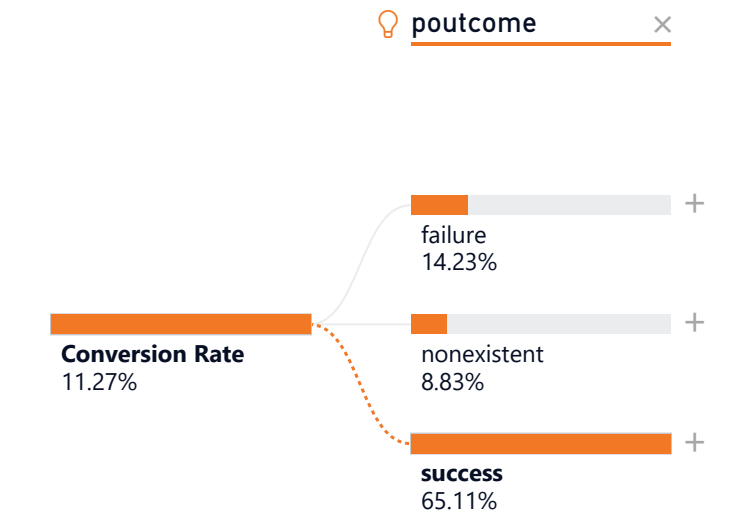 poutcome
failure
14.23%
Conversion Rate
11.27%
nonexistent
8.83%
success
65.11%